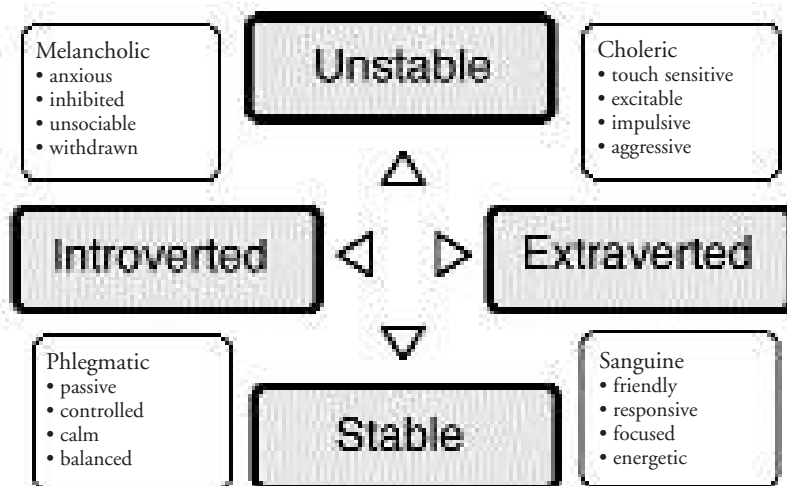 Melancholic
• anxious
• inhibited
• unsociable
• withdrawn
Unstable
Choleric
• touch sensitive
• excitable
• impulsive
• aggressive
Introverted
Extraverted
Phlegmatic
• passive
• controlled
• calm
• balanced
Stable
Sanguine
• friendly
• responsive
• focused
• energetic